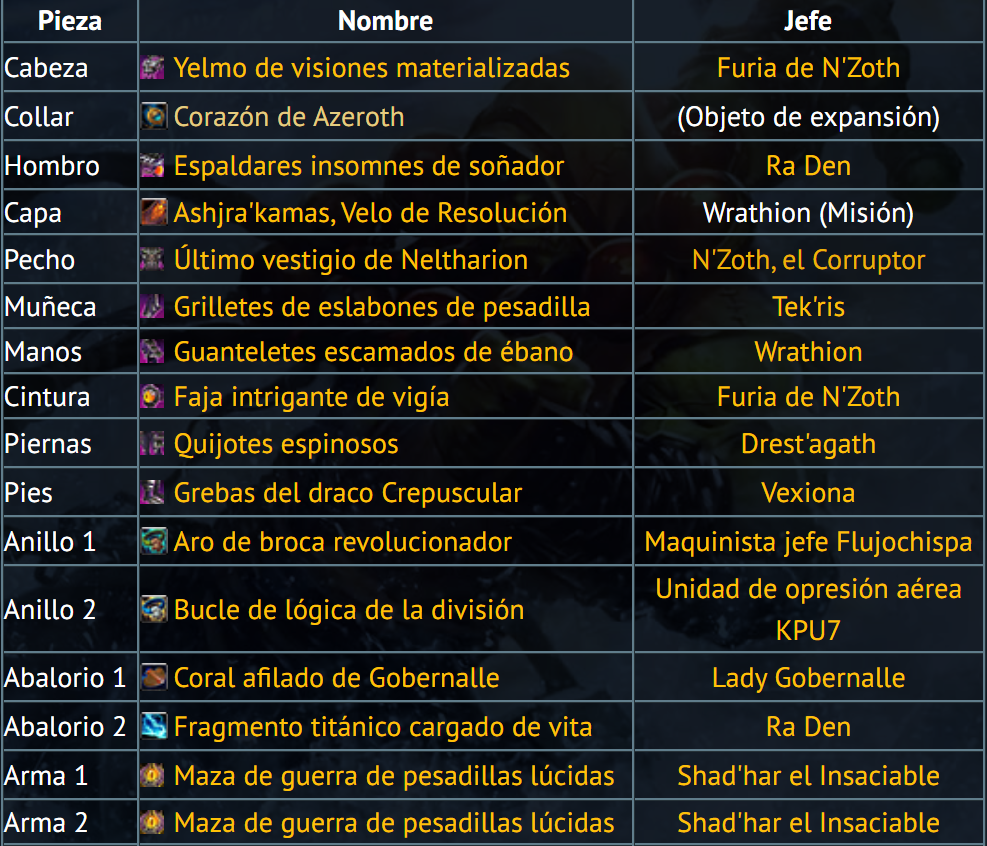 Pieza Nombre Jefe
Cabeza Yelmo de visiones materializadas Furia de N'Zoth
Collar Corazón de Azeroth (Objeto de expansión)
Hombro Espaldares insomnes de soñador Ra Den
Capa Ashjra'kamas, Velo de Resolución Wrathion (Misión)
Pecho Último vestigio de Neltharion N'Zoth, el Corruptor
Muñeca Grilletes de eslabones de pesadilla Tek'ris
Manos Guanteletes escamados de ébano Wrathion
Cintura Faja intrigante de vigía Furia de N'Zoth
Piernas Quijotes espinosos Drest'agath
Pies Grebas del draco Crepuscular Vexiona
Anillo 1 Aro de broca revolucionador Maquinista jefe Flujochispa
Anillo 2 Bucle de lógica de la división Unidad de opresión aérea
KPU7
Abalorio 1 Coral afilado de Gobernalle Lady Gobernalle
Abalorio 2 Fragmento titánico cargado de vita Ra Den
Arma 1 Maza de guerra de pesadillas lúcidas Shad'har el Insaciable
Arma 2 Maza de guerra de pesadillas lúcidas Shad'har el Insaciable